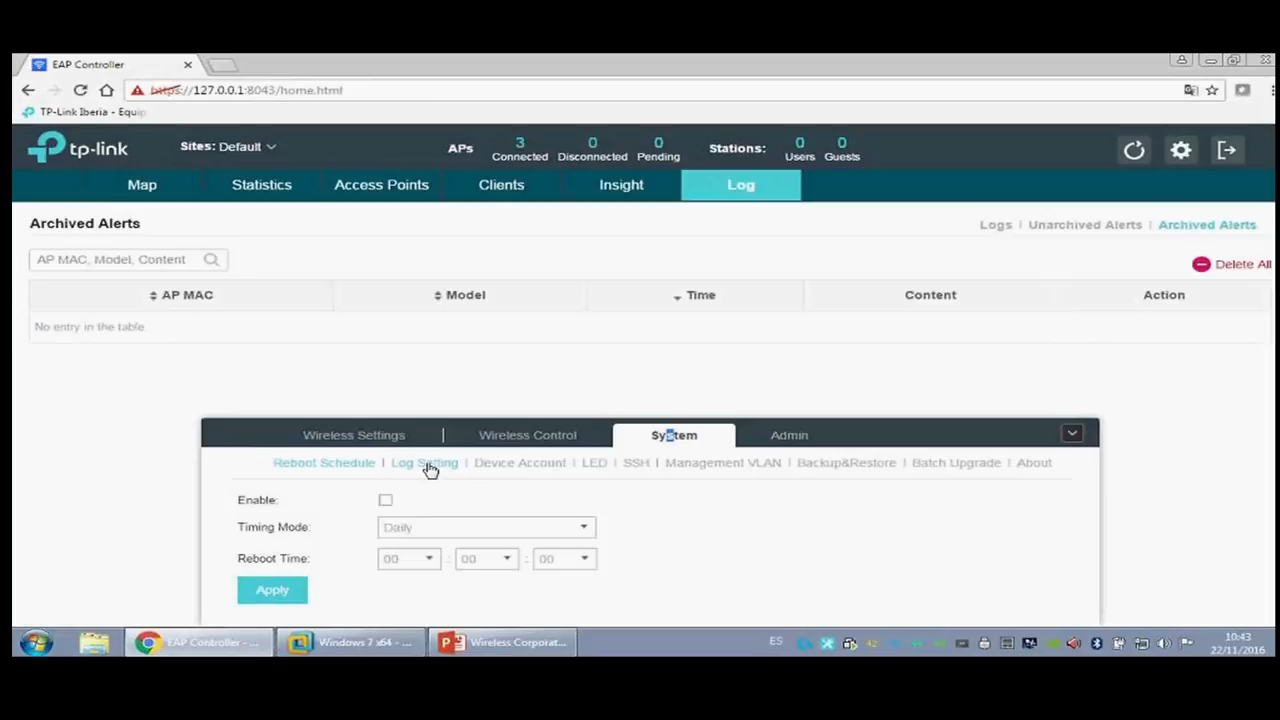 EAP Controller
https://127.0.0.1:8043/home.html
TP-Link Iberia - Equip
tp-link
Sites: Default
APs
3
Connected
0
Disconnected
0
Pending
Stations:
0
Users
0
Guests
Map Statistics Access Points Clients Insight Log
Archived Alerts
Logs | Unarchived Alerts | Archived Alerts
AP MAC, Model, Content
Delete All
AP MAC Model Time Content Action
No entry in the table.
Wireless Settings | Wireless Control System Admin
Reboot Schedule | Log Setting | Device Account | LED | SSH | Management VLAN | Backup&Restore | Batch Upgrade | About
Enable:
Timing Mode: Daily
Reboot Time: 00 : 00 : 00
Apply
EAP Controller - ...
Windows 7 x64 - ...
Wireless Corporat...
ES
10:43
22/11/2016